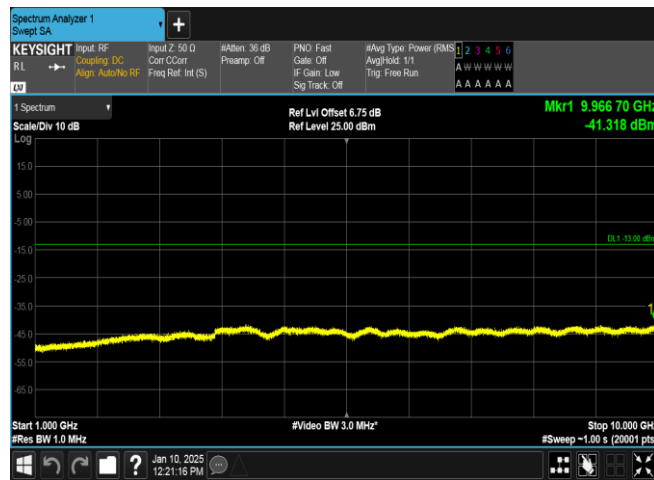 Spectrum Analyzer 1
Swept SA
+
KEYSIGHT
RL
LXI
Input: RF
Coupling: DC
Align: Auto/No RF
Input Z: 50 Ω
Corr CCorr
Freq Ref: Int (S)
#Atten: 36 dB
Preamp: Off
PNO: Fast
Gate: Off
IF Gain: Low
Sig Track: Off
#Avg Type: Power (RMS
Avg|Hold: 1/1
Trig: Free Run
1 2 3 4 5 6
A W W W W W
A A A A A A
1 Spectrum
Scale/Div 10 dB
Log
Ref Lvl Offset 6.75 dB
Ref Level 25.00 dBm
Mkr1 9.966 70 GHz
-41.318 dBm
15.0
5.00
-5.00
-15.0
-25.0
-35.0
-45.0
-55.0
-65.0
DL1 -13.00 dBm
1
Start 1.000 GHz
#Res BW 1.0 MHz
#Video BW 3.0 MHz*
Stop 10.000 GHz
#Sweep ~1.00 s (20001 pts
?
Jan 10, 2025
12:21:16 PM